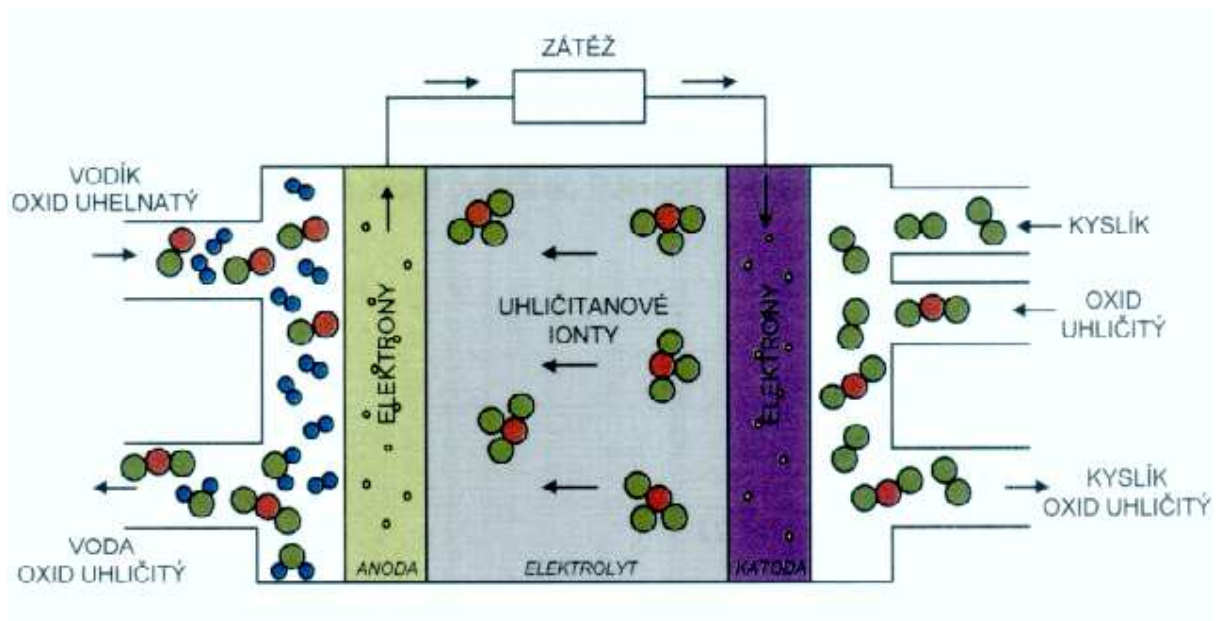 ZÁTĚŽ
VODÍK
OXID UHELNATÝ
KYSLÍK
OXID
UHLIČITÝ
UHLIČITANOVÉ
IONTY
ELEKTRONY
ELEKTRONY
KYSLÍK
OXID UHLIČITÝ
VODA
OXID UHLIČITÝ
ANODA
ELEKTROLYT
KATODA